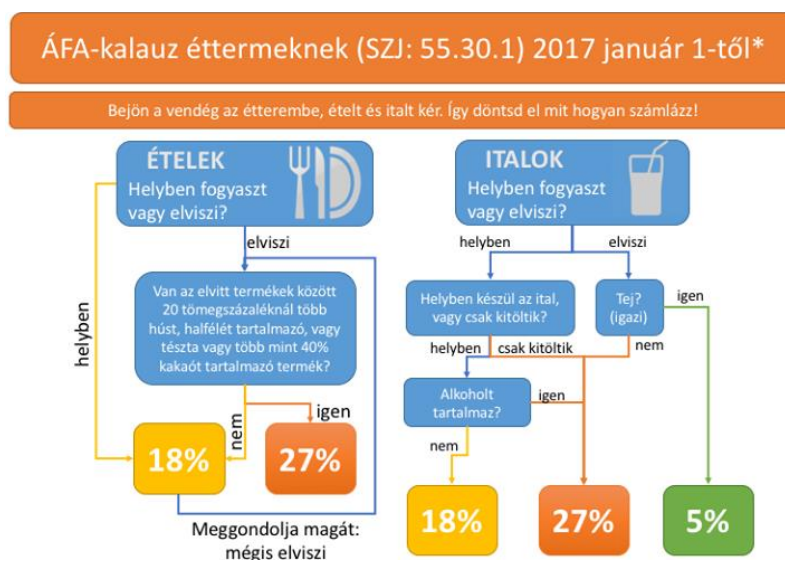 ÁFA-kalauz éttermeknek (SZJ: 55.30.1) 2017 január 1-től*
Bejön a vendég az étterembe, ételt és italt kér. Így döntsd el mit hogyan számlázz!
ÉTELEK
Helyben fogyaszt
vagy elviszi?
elviszi
helyben
Van az elvitt termékek között
20 tömegszázaléknál több
húst, halfélét tartalmazó, vagy
tészta vagy több mint 40%
kakaót tartalmazó termék?
nem
igen
18%
27%
Meggondolja magát:
mégis elviszi
ITALOK
Helyben fogyaszt
vagy elviszi?
helyben
elviszi
Helyben készül az ital,
vagy csak kitöltik?
Tej?
(igazi)
igen
helyben
csak kitöltik
nem
Alkoholt
tartalmaz?
igen
nem
18%
27%
5%